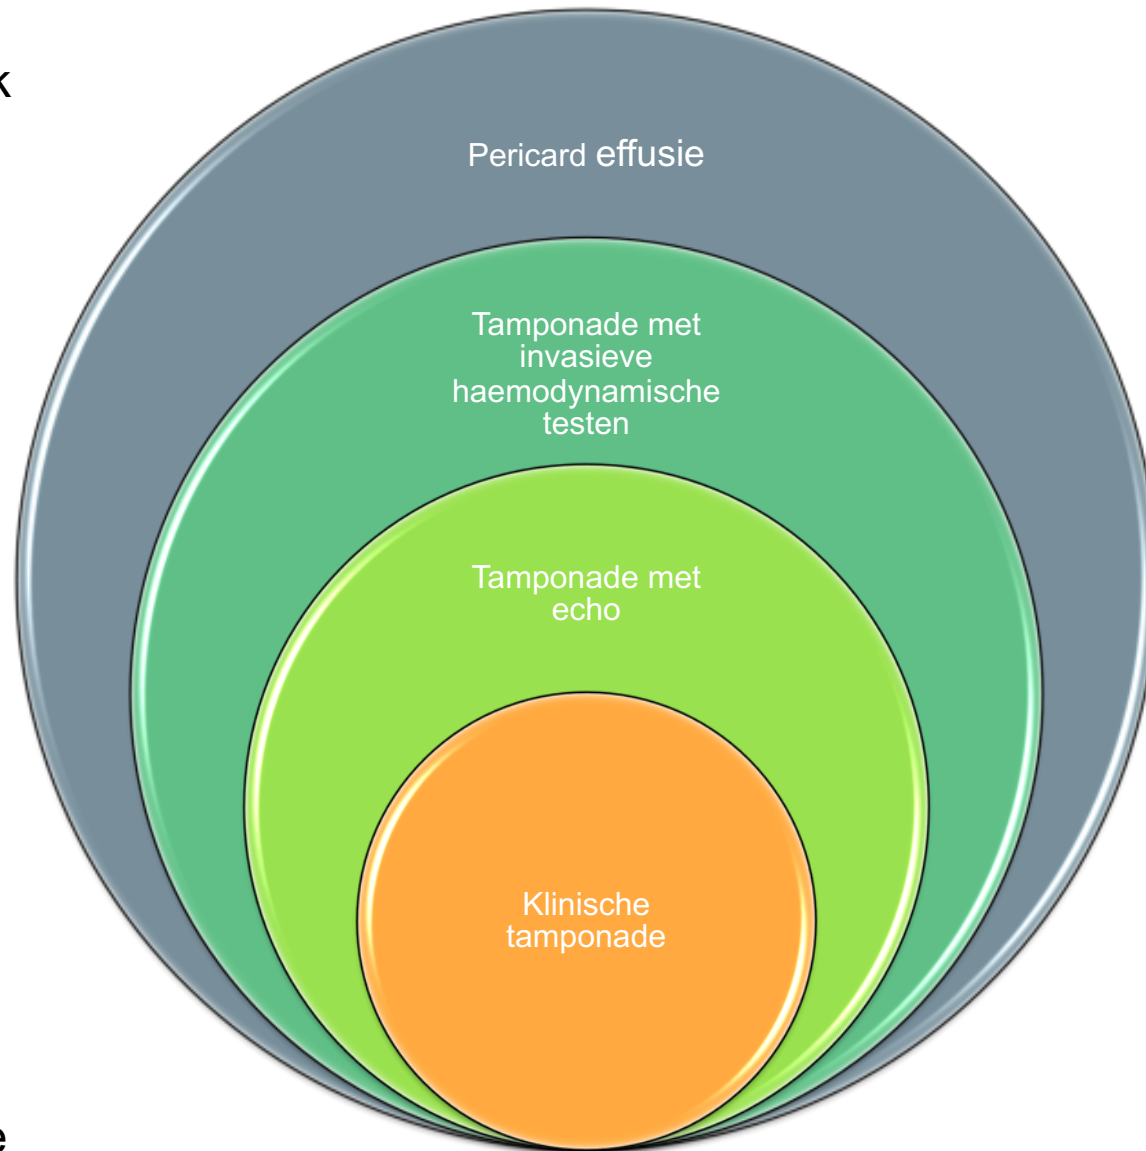 k
Pericard effusie
Tamponade met
invasieve
haemodynamische
testen
Tamponade met
echo
Klinische
tamponade
e